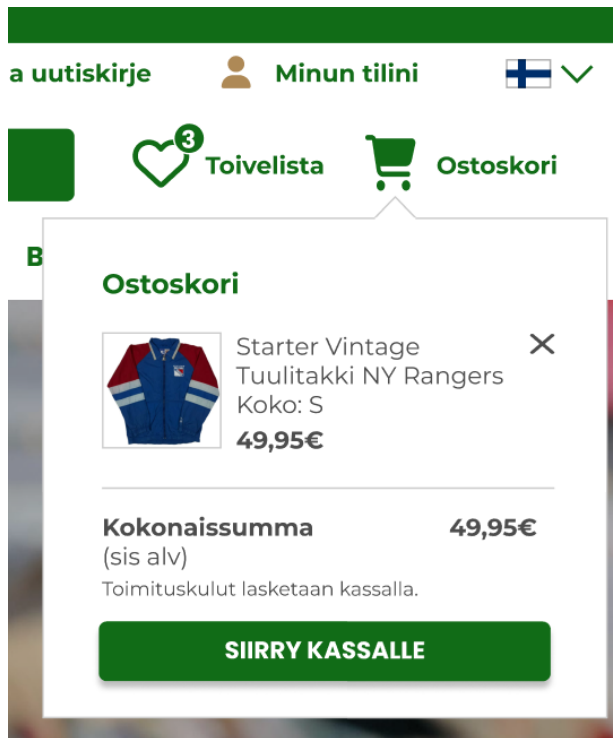 a uutiskirje
Minun tilini
3
Toivelista
Ostoskori
B
Ostoskori
Starter Vintage
Tuulitakki NY Rangers
Koko: S
49,95€
Kokonaissumma 49,95€
(sis alv)
Toimituskulut lasketaan kassalla.
SIIRRY KASSALLE